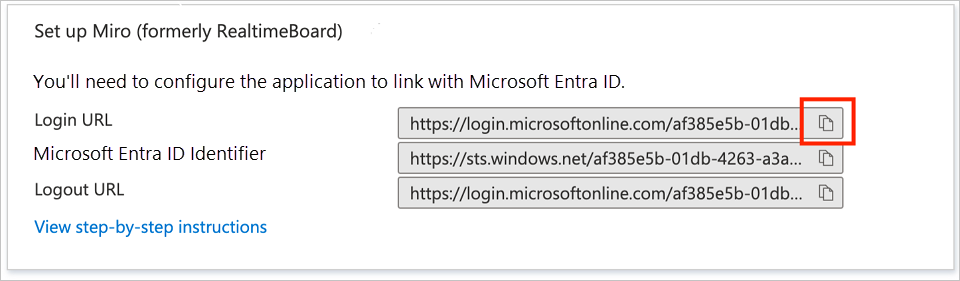 Set up Miro (formerly RealtimeBoard)
You'll need to configure the application to link with Microsoft Entra ID.
Login URL
https://login.microsoftonline.com/af385e5b-01db...
Microsoft Entra ID Identifier
https://sts.windows.net/af385e5b-01db-4263-a3a...
Logout URL
https://login.microsoftonline.com/af385e5b-01db...
View step-by-step instructions